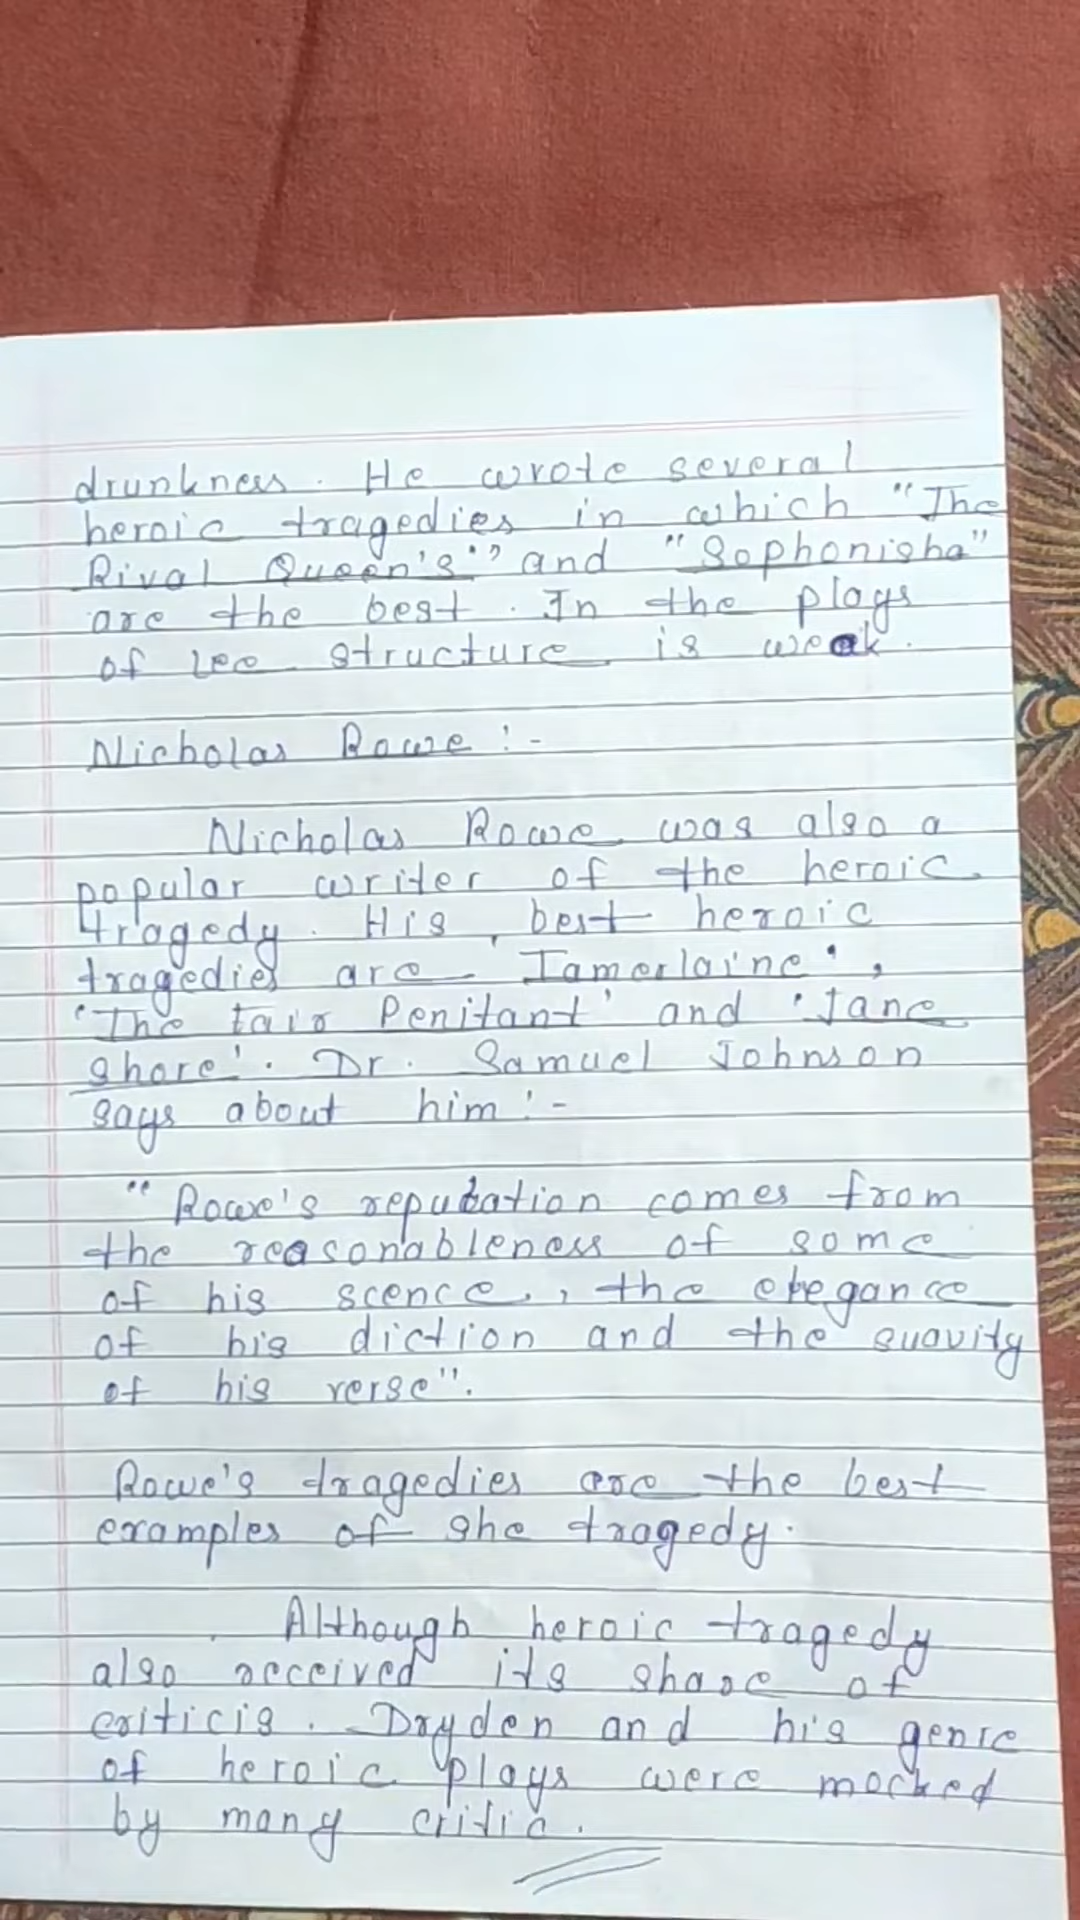 drunkness. He wrote several
heroic tragedies in which "The
Rival Queen's" and "Sophonisba"
are the best. In the plays
of Lee structure is weak.
Nicholas Rowe :-
Nicholas Rowe was also a
popular writer of the heroic
tragedy. His best heroic
tragedies are 'Tamerlaine',
'The fair Penitant' and 'Jane
shore'. Dr. Samuel Johnson
says about him :-
"Rowe's reputation comes from
the reasonableness of some
of his scence, the elegance
of his diction and the suavity
of his verse".
Rowe's tragedies are the best
examples of she tragedy.
Although heroic tragedy
also received its share of
criticis. Dryden and his genre
of heroic plays were mocked
by many critic.